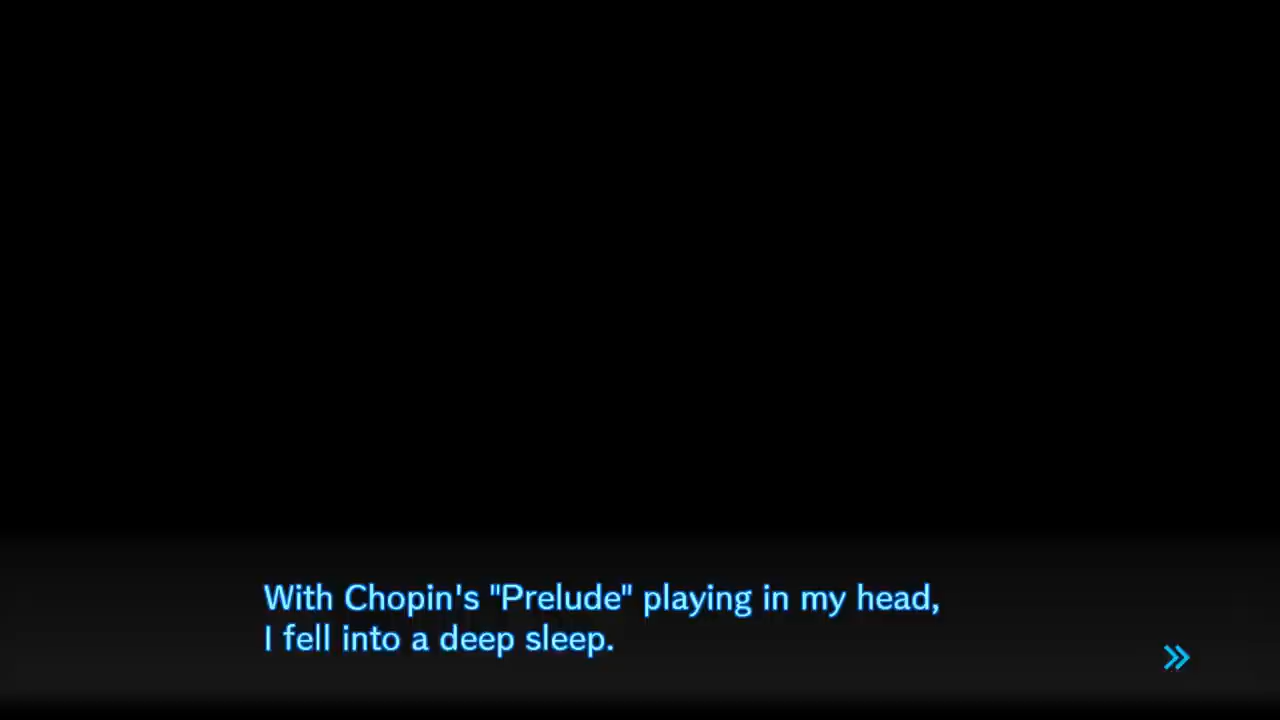 With Chopin's "Prelude" playing in my head,
I fell into a deep sleep.